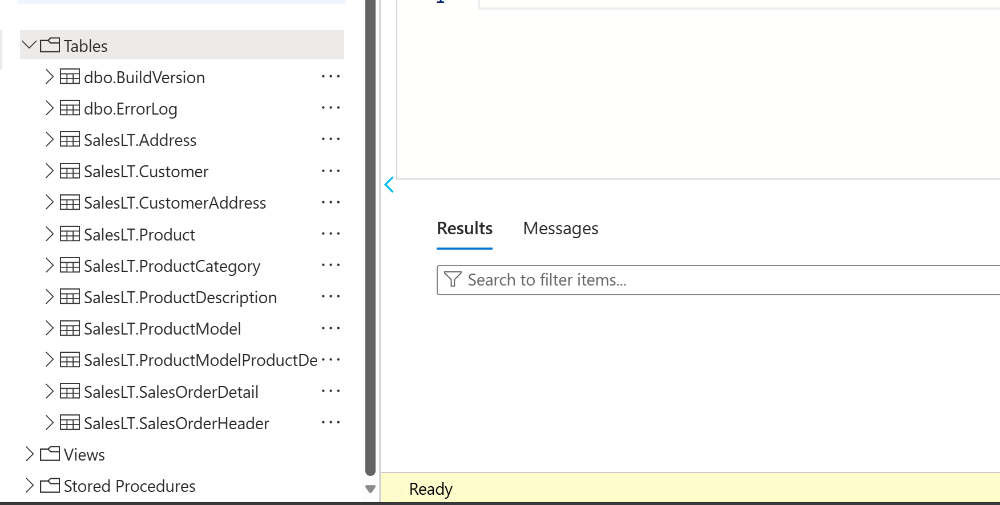 Tables
dbo.BuildVersion
dbo.ErrorLog
SalesLT.Address
SalesLT.Customer
SalesLT.CustomerAddress
SalesLT.Product
SalesLT.ProductCategory
SalesLT.ProductDescription
SalesLT.ProductModel
SalesLT.ProductModelProductDe
SalesLT.SalesOrderDetail
SalesLT.SalesOrderHeader
Views
Stored Procedures
1
Results Messages
Search to filter items...
Ready